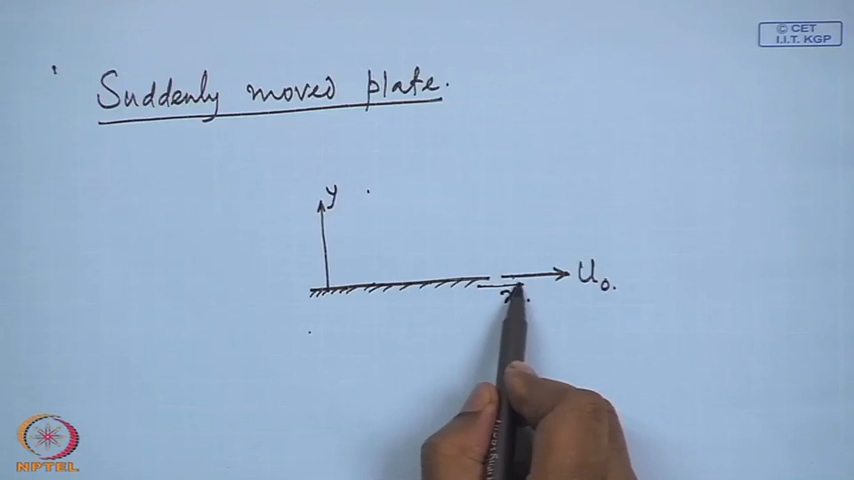 © CET
I.I.T. KGP
Suddenly moved plate.
y
U₀.
x
NPTEL